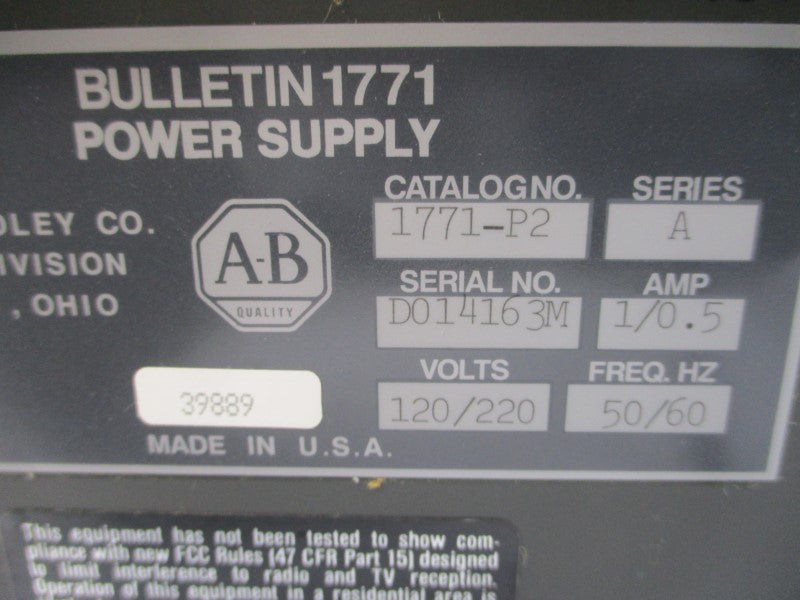 BULLETIN 1771
POWER SUPPLY
CATALOG NO. SERIES
DLEY CO. 1771-P2 A
A-B
IVISION
SERIAL NO. AMP
, OHIO QUALITY D014163M 1/0.5
VOLTS FREQ. HZ
39889 120/220 50/60
MADE IN U.S.A.
This equipment has not been tested to show com-
pliance with new FCC Rules (47 CFR Part 15) designed
to limit interference to radio and TV reception.
Operation of this equipment in a residential area is